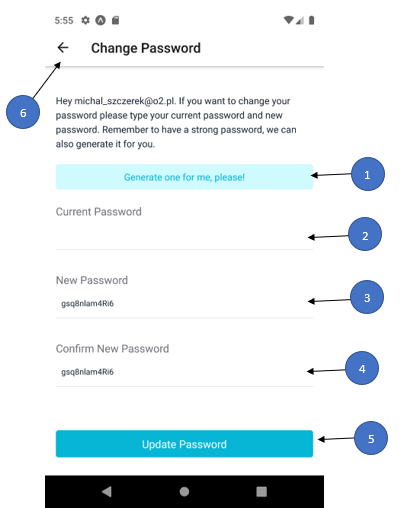 5:55
Change Password
6
Hey michal_szczerek@o2.pl. If you want to change your
password please type your current password and new
password. Remember to have a strong password, we can
also generate it for you.
Generate one for me, please!
1
Current Password
2
New Password
gsq8nlam4Ri6
3
Confirm New Password
gsq8nlam4Ri6
4
Update Password
5